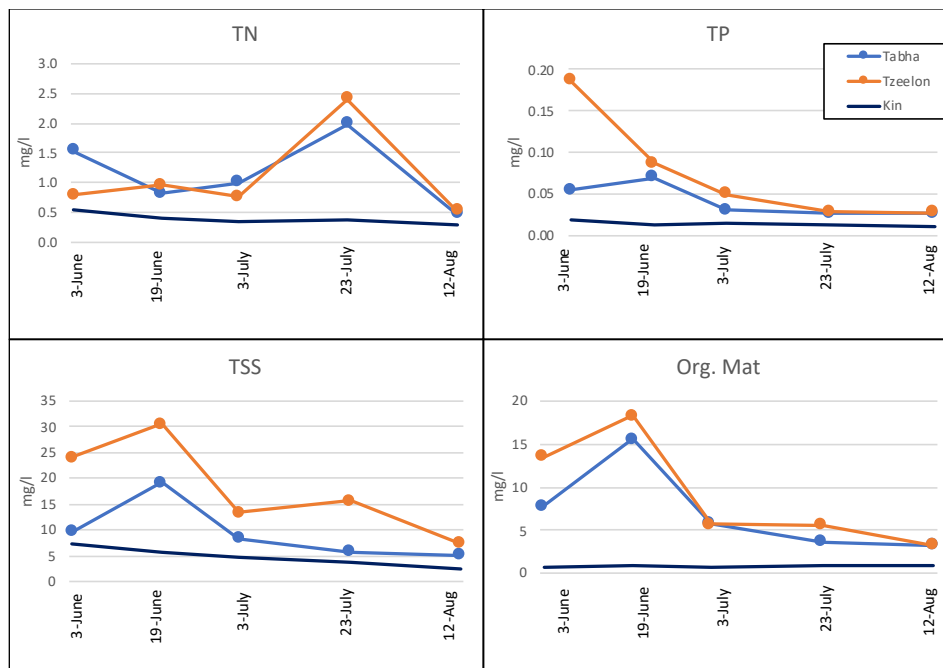 TN
3.0
2.5
2.0
1.5
1.0
0.5
0.0
mg/l
3-June
19-June
3-July
23-July
12-Aug
TP
0.20
0.15
0.10
0.05
0.00
mg/l
3-June
19-June
3-July
23-July
12-Aug
Tabha
Tzeelon
Kin
TSS
35
30
25
20
15
10
5
0
mg/l
3-June
19-June
3-July
23-July
12-Aug
Org. Mat
20
15
10
5
0
mg/l
3-June
19-June
3-July
23-July
12-Aug